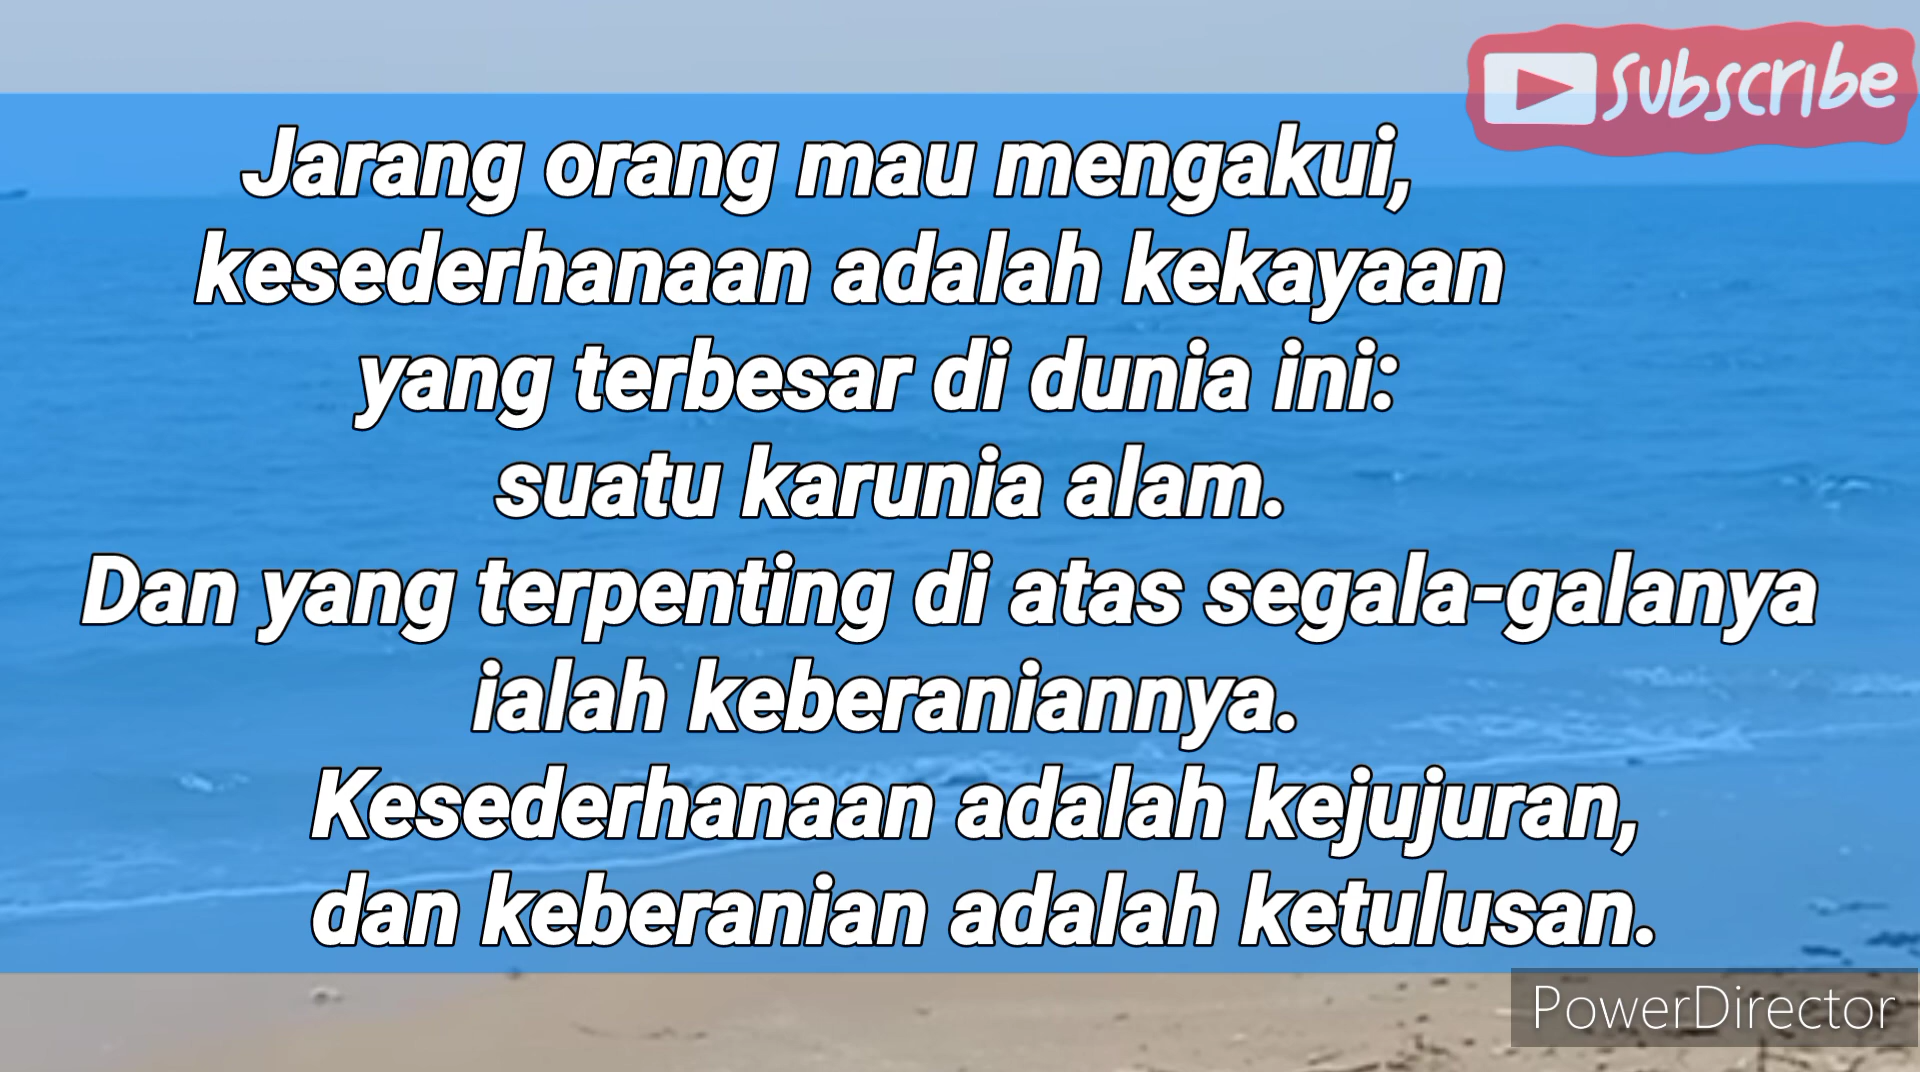 Subscribe
Jarang orang mau mengakui,
kesederhanaan adalah kekayaan
yang terbesar di dunia ini:
suatu karunia alam.
Dan yang terpenting di atas segala-galanya
ialah keberaniannya.
Kesederhanaan adalah kejujuran,
dan keberanian adalah ketulusan.
PowerDirector